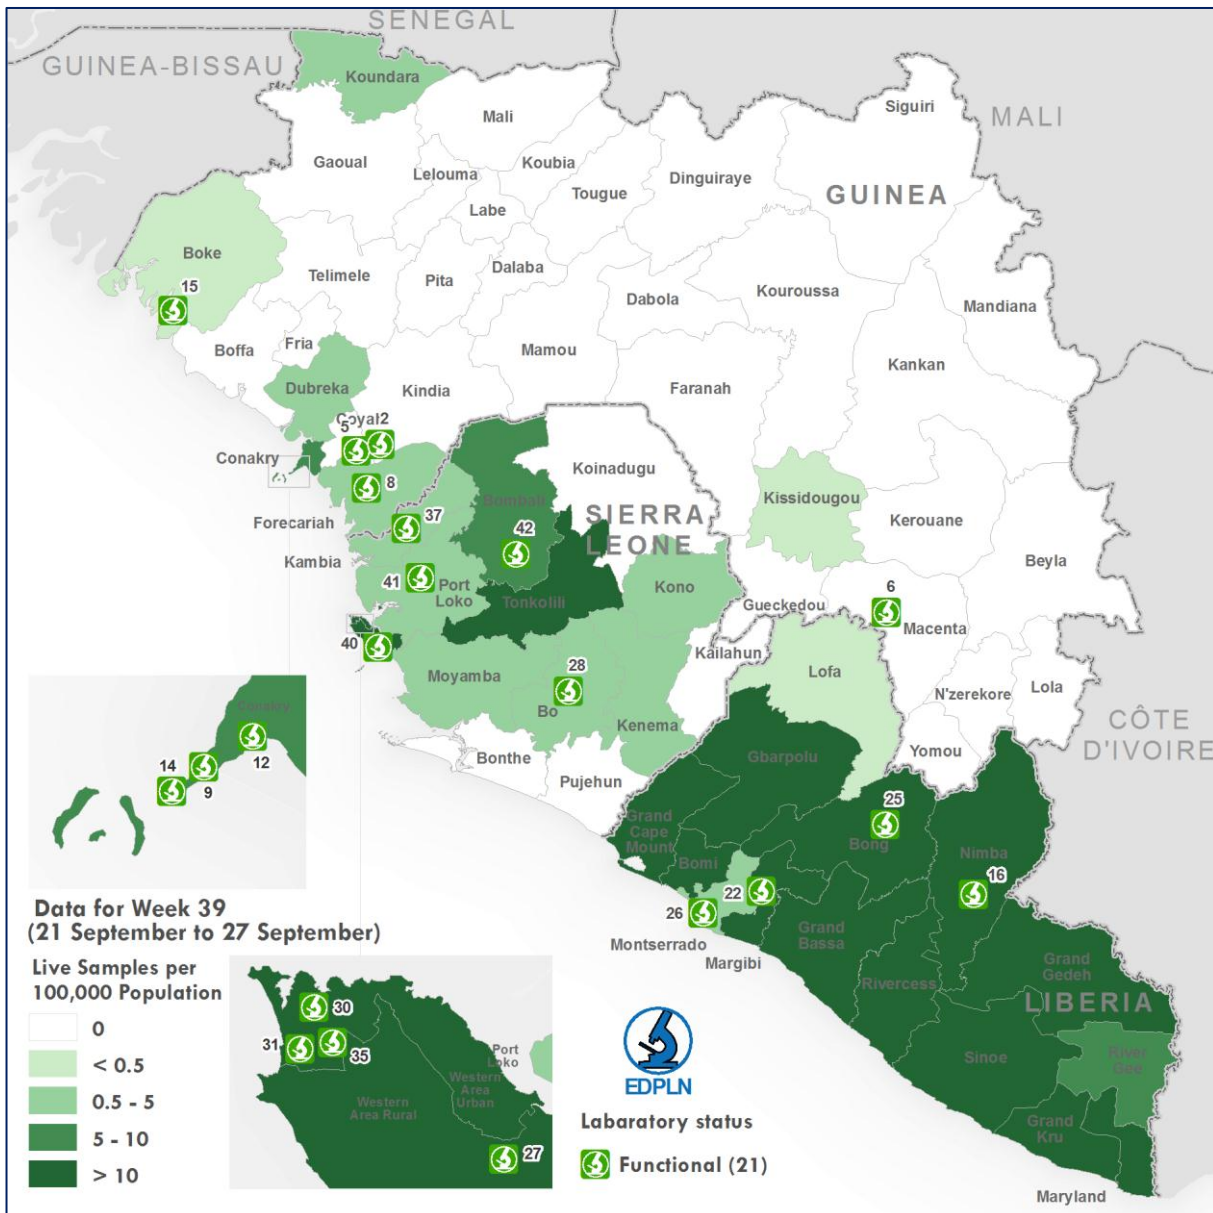 SENEGAL
GUINEA-BISSAU
Koundara
Siguiri
Mali
MALI
Gaoual
Koubia
Lelouma
Dinguiraye
Tougue
GUINEA
Labe
Boke
Telimele
Pita
Dalaba
15
Dabola
Kouroussa
Mandiana
Boffa
Fria
Mamou
Kankan
Dubreka
Kindia
Faranah
Coyah
2
5
Conakry
Koinadugu
8
Kissidougou
Bombali
Forecariah
37
SIERRA
LEONE
Kerouane
42
Kambia
Beyla
41
Port
Loko
Kono
6
Tonkolili
Gueckedou
Macenta
40
Kailahun
28
Moyamba
Lofa
N'zerekore
Lola
Bo
Kenema
CÔTE
D'IVOIRE
Bonthe
Yomou
Gbarpolu
Pujehun
Conakry
14
12
9
25
Grand
Cape
Mount
Bong
Nimba
Bomi
16
22
26
Grand
Bassa
Montserrado
Margibi
Grand
Gedeh
Rivercess
LIBERIA
Sinoe
River
Gee
Grand
Kru
Maryland
Data for Week 39
(21 September to 27 September)
Live Samples per
100,000 Population
0
< 0.5
0.5 - 5
5 - 10
> 10
30
31
35
Port
Loko
Western
Area
Urban
Western
Area Rural
27
EDPLN
Labaratory status
Functional (21)